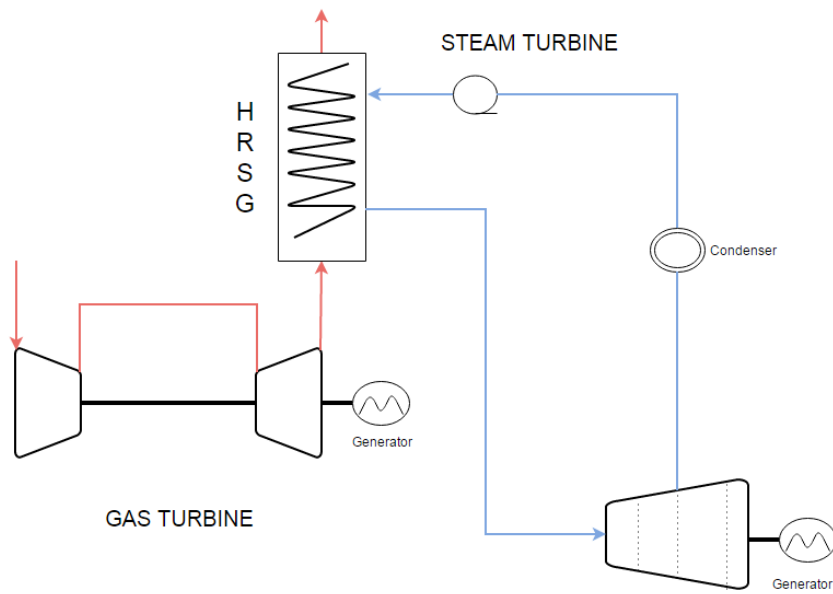 STEAM TURBINE
H
R
S
G
Condenser
Generator
GAS TURBINE
Generator